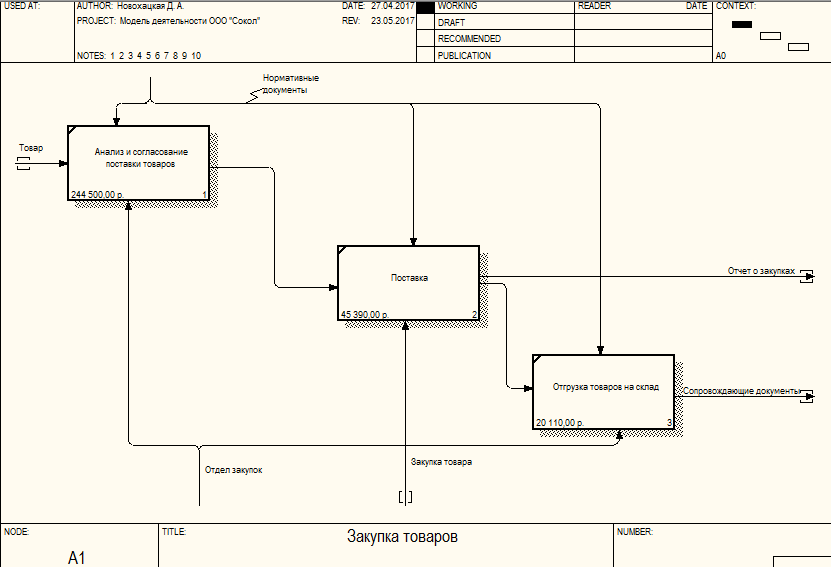 USED AT:
AUTHOR: Новохацкая Д. А.
DATE: 27.04.2017
PROJECT: Модель деятельности ООО "Сокол"
REV: 23.05.2017
NOTES: 1 2 3 4 5 6 7 8 9 10
WORKING
DRAFT
RECOMMENDED
PUBLICATION
READER
DATE
CONTEXT:
A0
Нормативные
документы
Товар
Анализ и согласование
поставки товаров
244 500,00 р.
1
Поставка
45 390,00 р.
2
Отчет о закупках
Отгрузка товаров на склад
20 110,00 р.
3
Сопровождающие документы
Отдел закупок
Закупка товара
NODE:
A1
TITLE:
Закупка товаров
NUMBER: